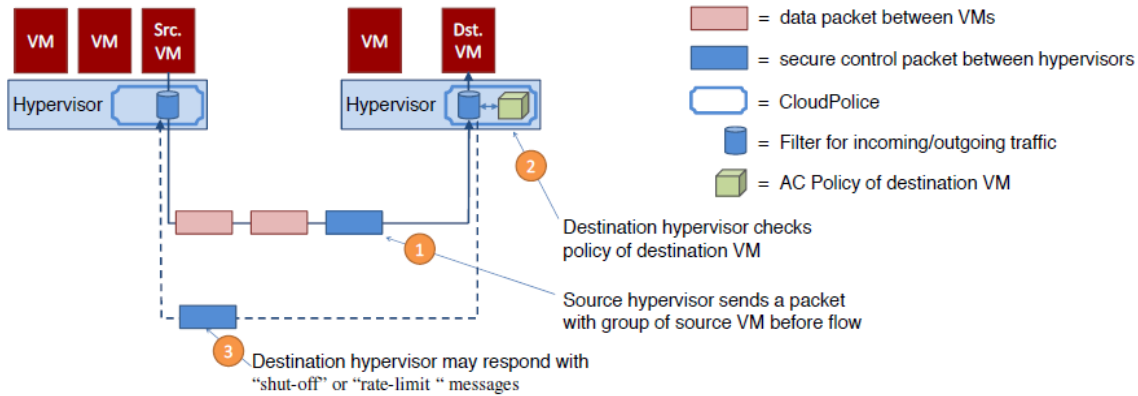 VM
VM
Src.
VM
VM
Dst.
VM
Hypervisor
Hypervisor
= data packet between VMs
= secure control packet between hypervisors
= CloudPolice
= Filter for incoming/outgoing traffic
= AC Policy of destination VM
2
Destination hypervisor checks
policy of destination VM
1
Source hypervisor sends a packet
with group of source VM before flow
3
Destination hypervisor may respond with
“shut-off” or “rate-limit “ messages